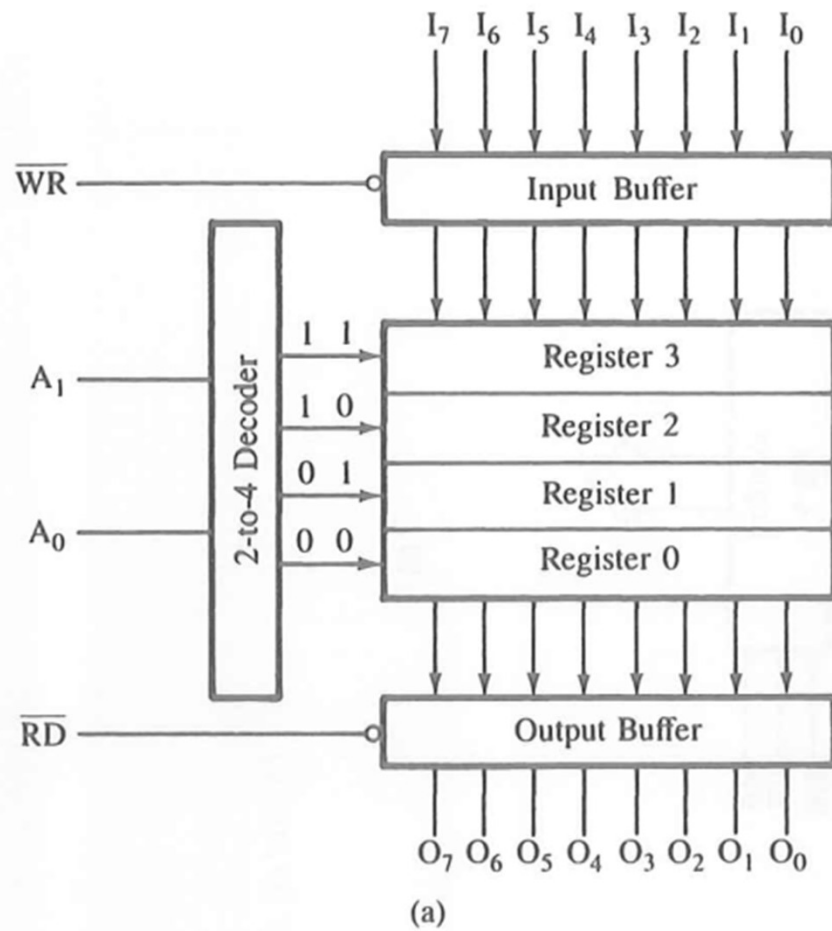 I₇ I₆ I₅ I₄ I₃ I₂ I₁ I₀
W̅R̅
Input Buffer
2-to-4 Decoder
A₁
A₀
1 1
1 0
0 1
0 0
Register 3
Register 2
Register 1
Register 0
R̅D̅
Output Buffer
O₇ O₆ O₅ O₄ O₃ O₂ O₁ O₀
(a)